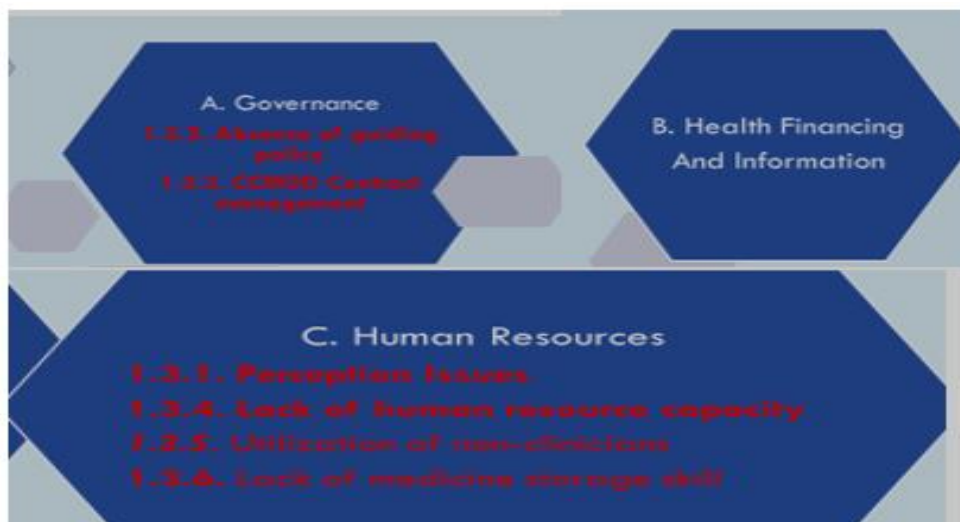 A. Governance
1.2.3. Absence of guiding
policy
1.2.2. CCMDD Contract
management
B. Health Financing
And Information
C. Human Resources
1.3.1. Perception Issues.
1.3.4. Lack of human resource capacity
1.2.5. Utilization of non-clinicians
1.3.6. Lack of medicine storage skill